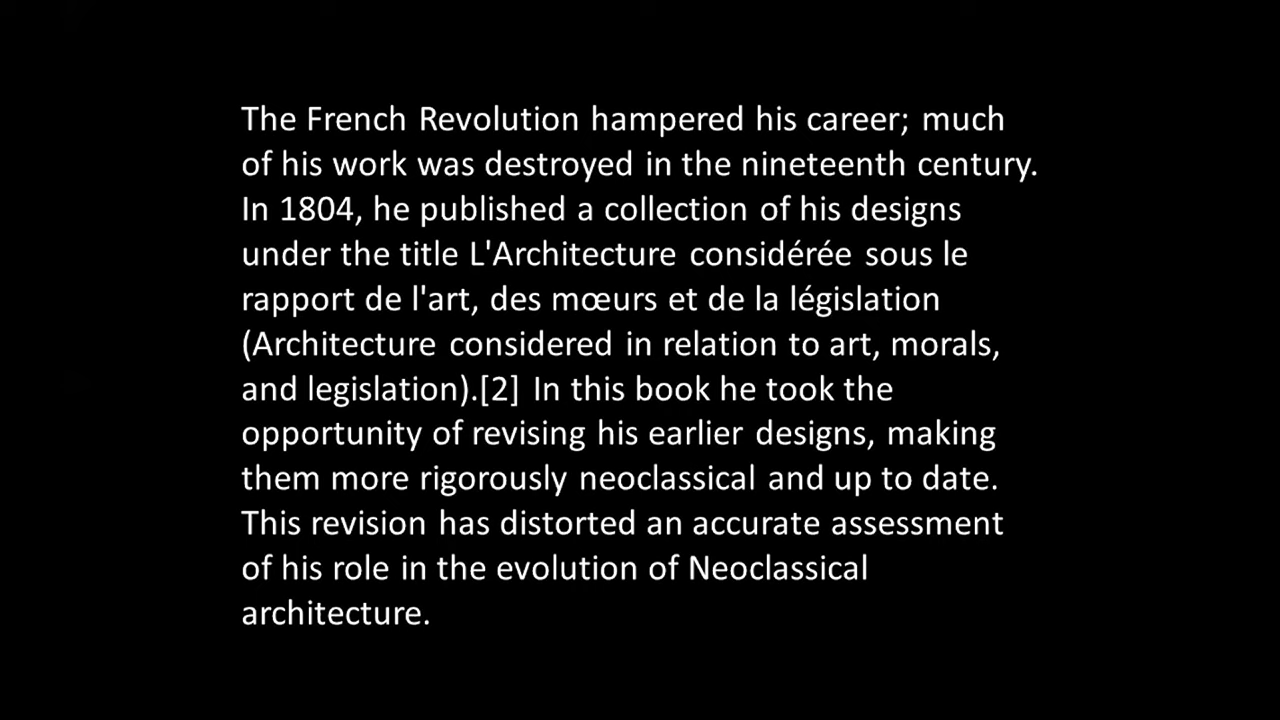 The French Revolution hampered his career; much
of his work was destroyed in the nineteenth century.
In 1804, he published a collection of his designs
under the title L'Architecture considérée sous le
rapport de l'art, des mœurs et de la législation
(Architecture considered in relation to art, morals,
and legislation).[2] In this book he took the
opportunity of revising his earlier designs, making
them more rigorously neoclassical and up to date.
This revision has distorted an accurate assessment
of his role in the evolution of Neoclassical
architecture.